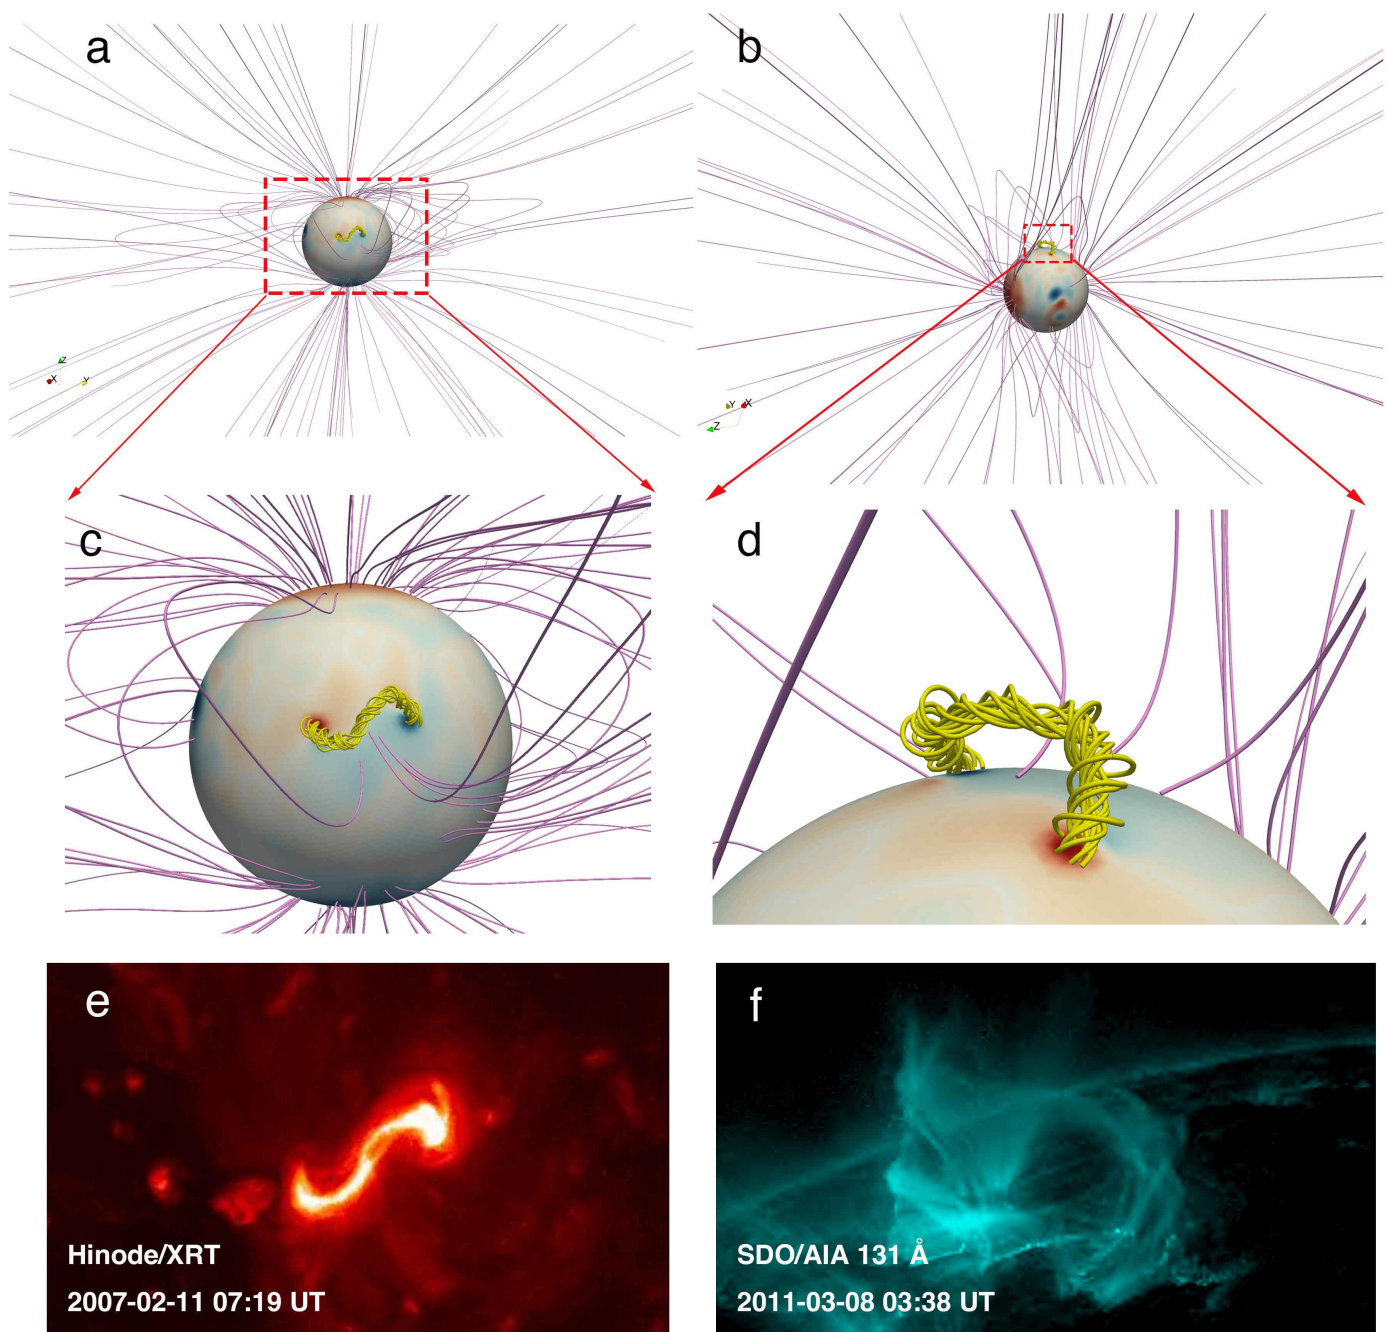 a
b
Z
X
Y
Y
X
Z
c
d
e
f
Hinode/XRT
2007-02-11 07:19 UT
SDO/AIA 131 Å
2011-03-08 03:38 UT